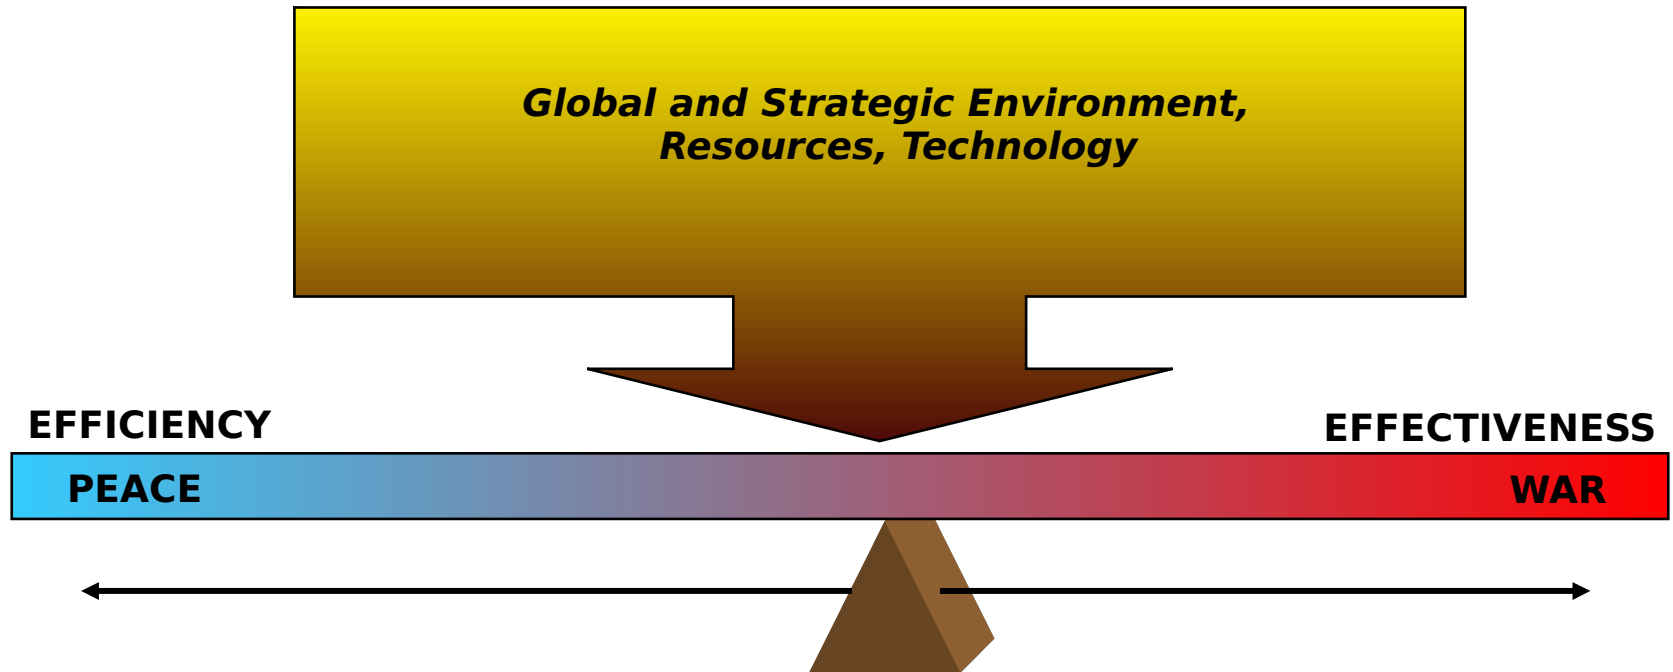 Global and Strategic Environment,
Resources, Technology
EFFICIENCY
EFFECTIVENESS
PEACE
WAR